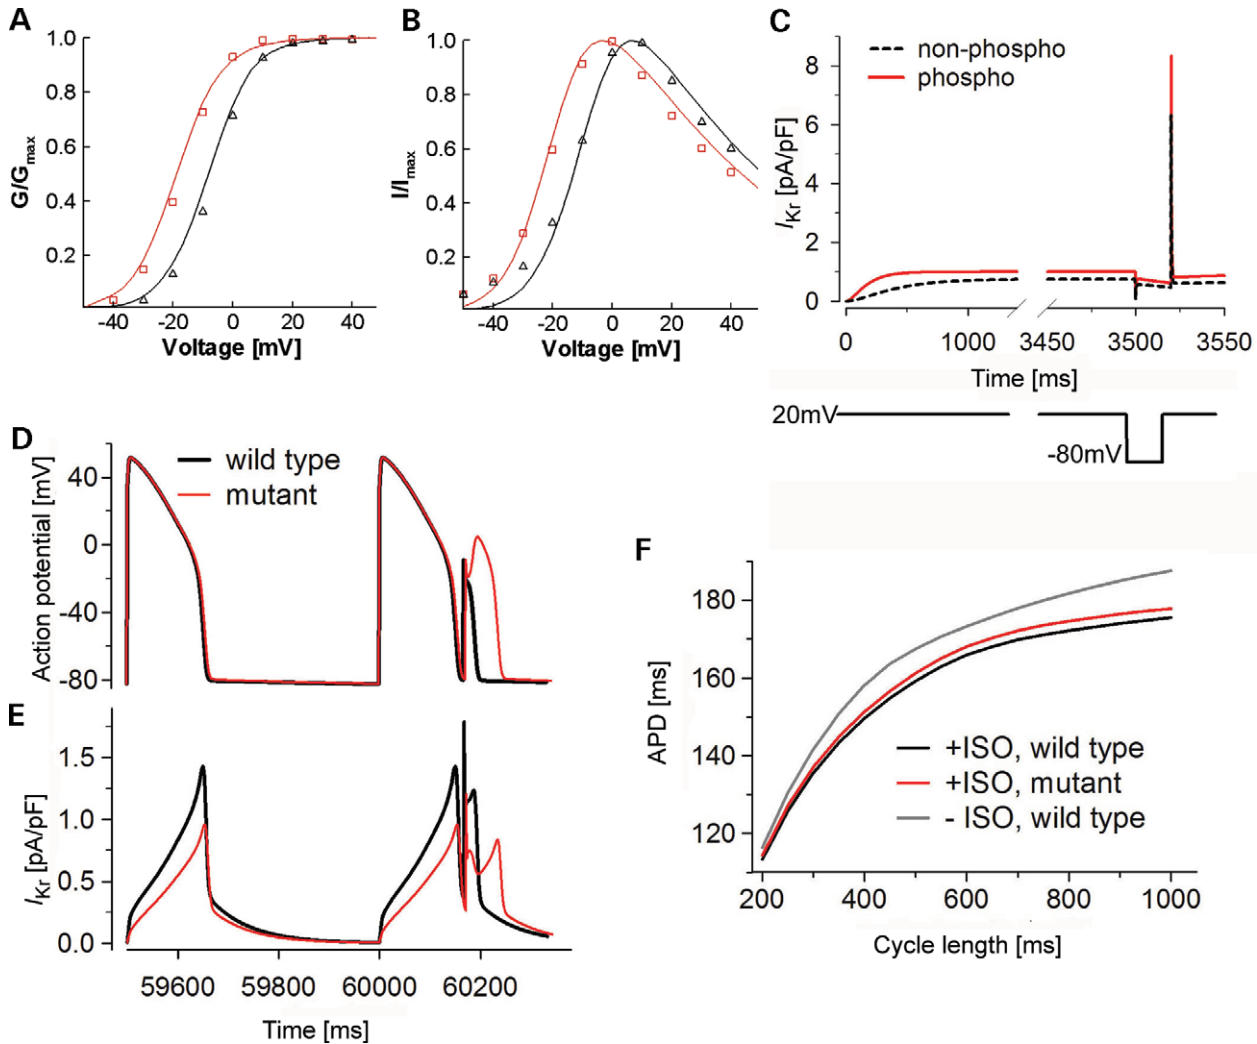 A
1.0
0.8
0.6
0.4
0.2
G/Gmax
-40 -20 0 20 40
Voltage [mV]
B
1.0
0.8
0.6
0.4
0.2
I/Imax
-40 -20 0 20 40
Voltage [mV]
C
non-phospho
phospho
8
6
4
2
0
IKr [pA/pF]
0 1000 3450 3500 3550
Time [ms]
20mV
-80mV
D
wild type
mutant
40
0
-40
-80
Action potential [mV]
E
1.5
1.0
0.5
0.0
IKr [pA/pF]
59600 59800 60000 60200
Time [ms]
F
180
160
140
120
APD [ms]
+ISO, wild type
+ISO, mutant
- ISO, wild type
200 400 600 800 1000
Cycle length [ms]